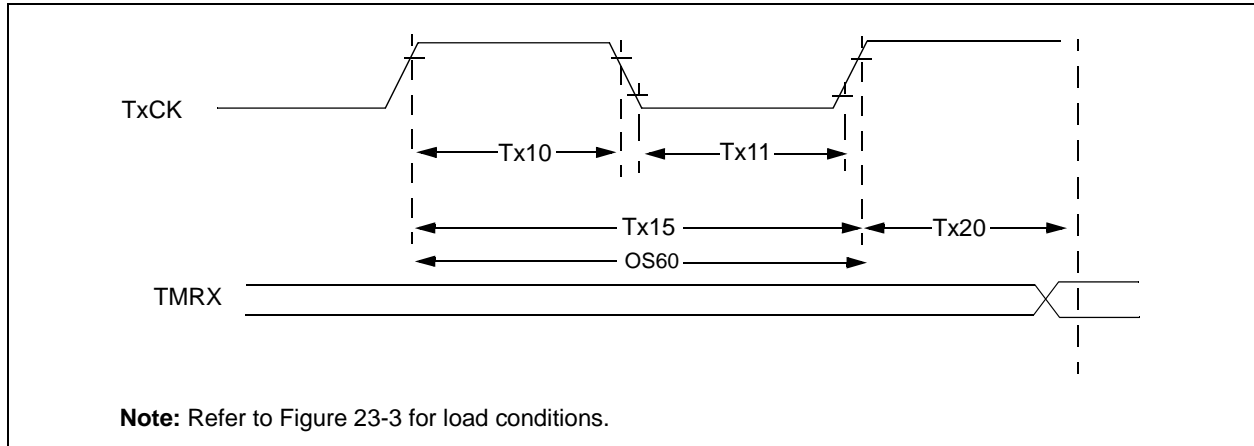 TxCK
Tx10
Tx11
Tx15
Tx20
OS60
TMRX
Note: Refer to Figure 23-3 for load conditions.